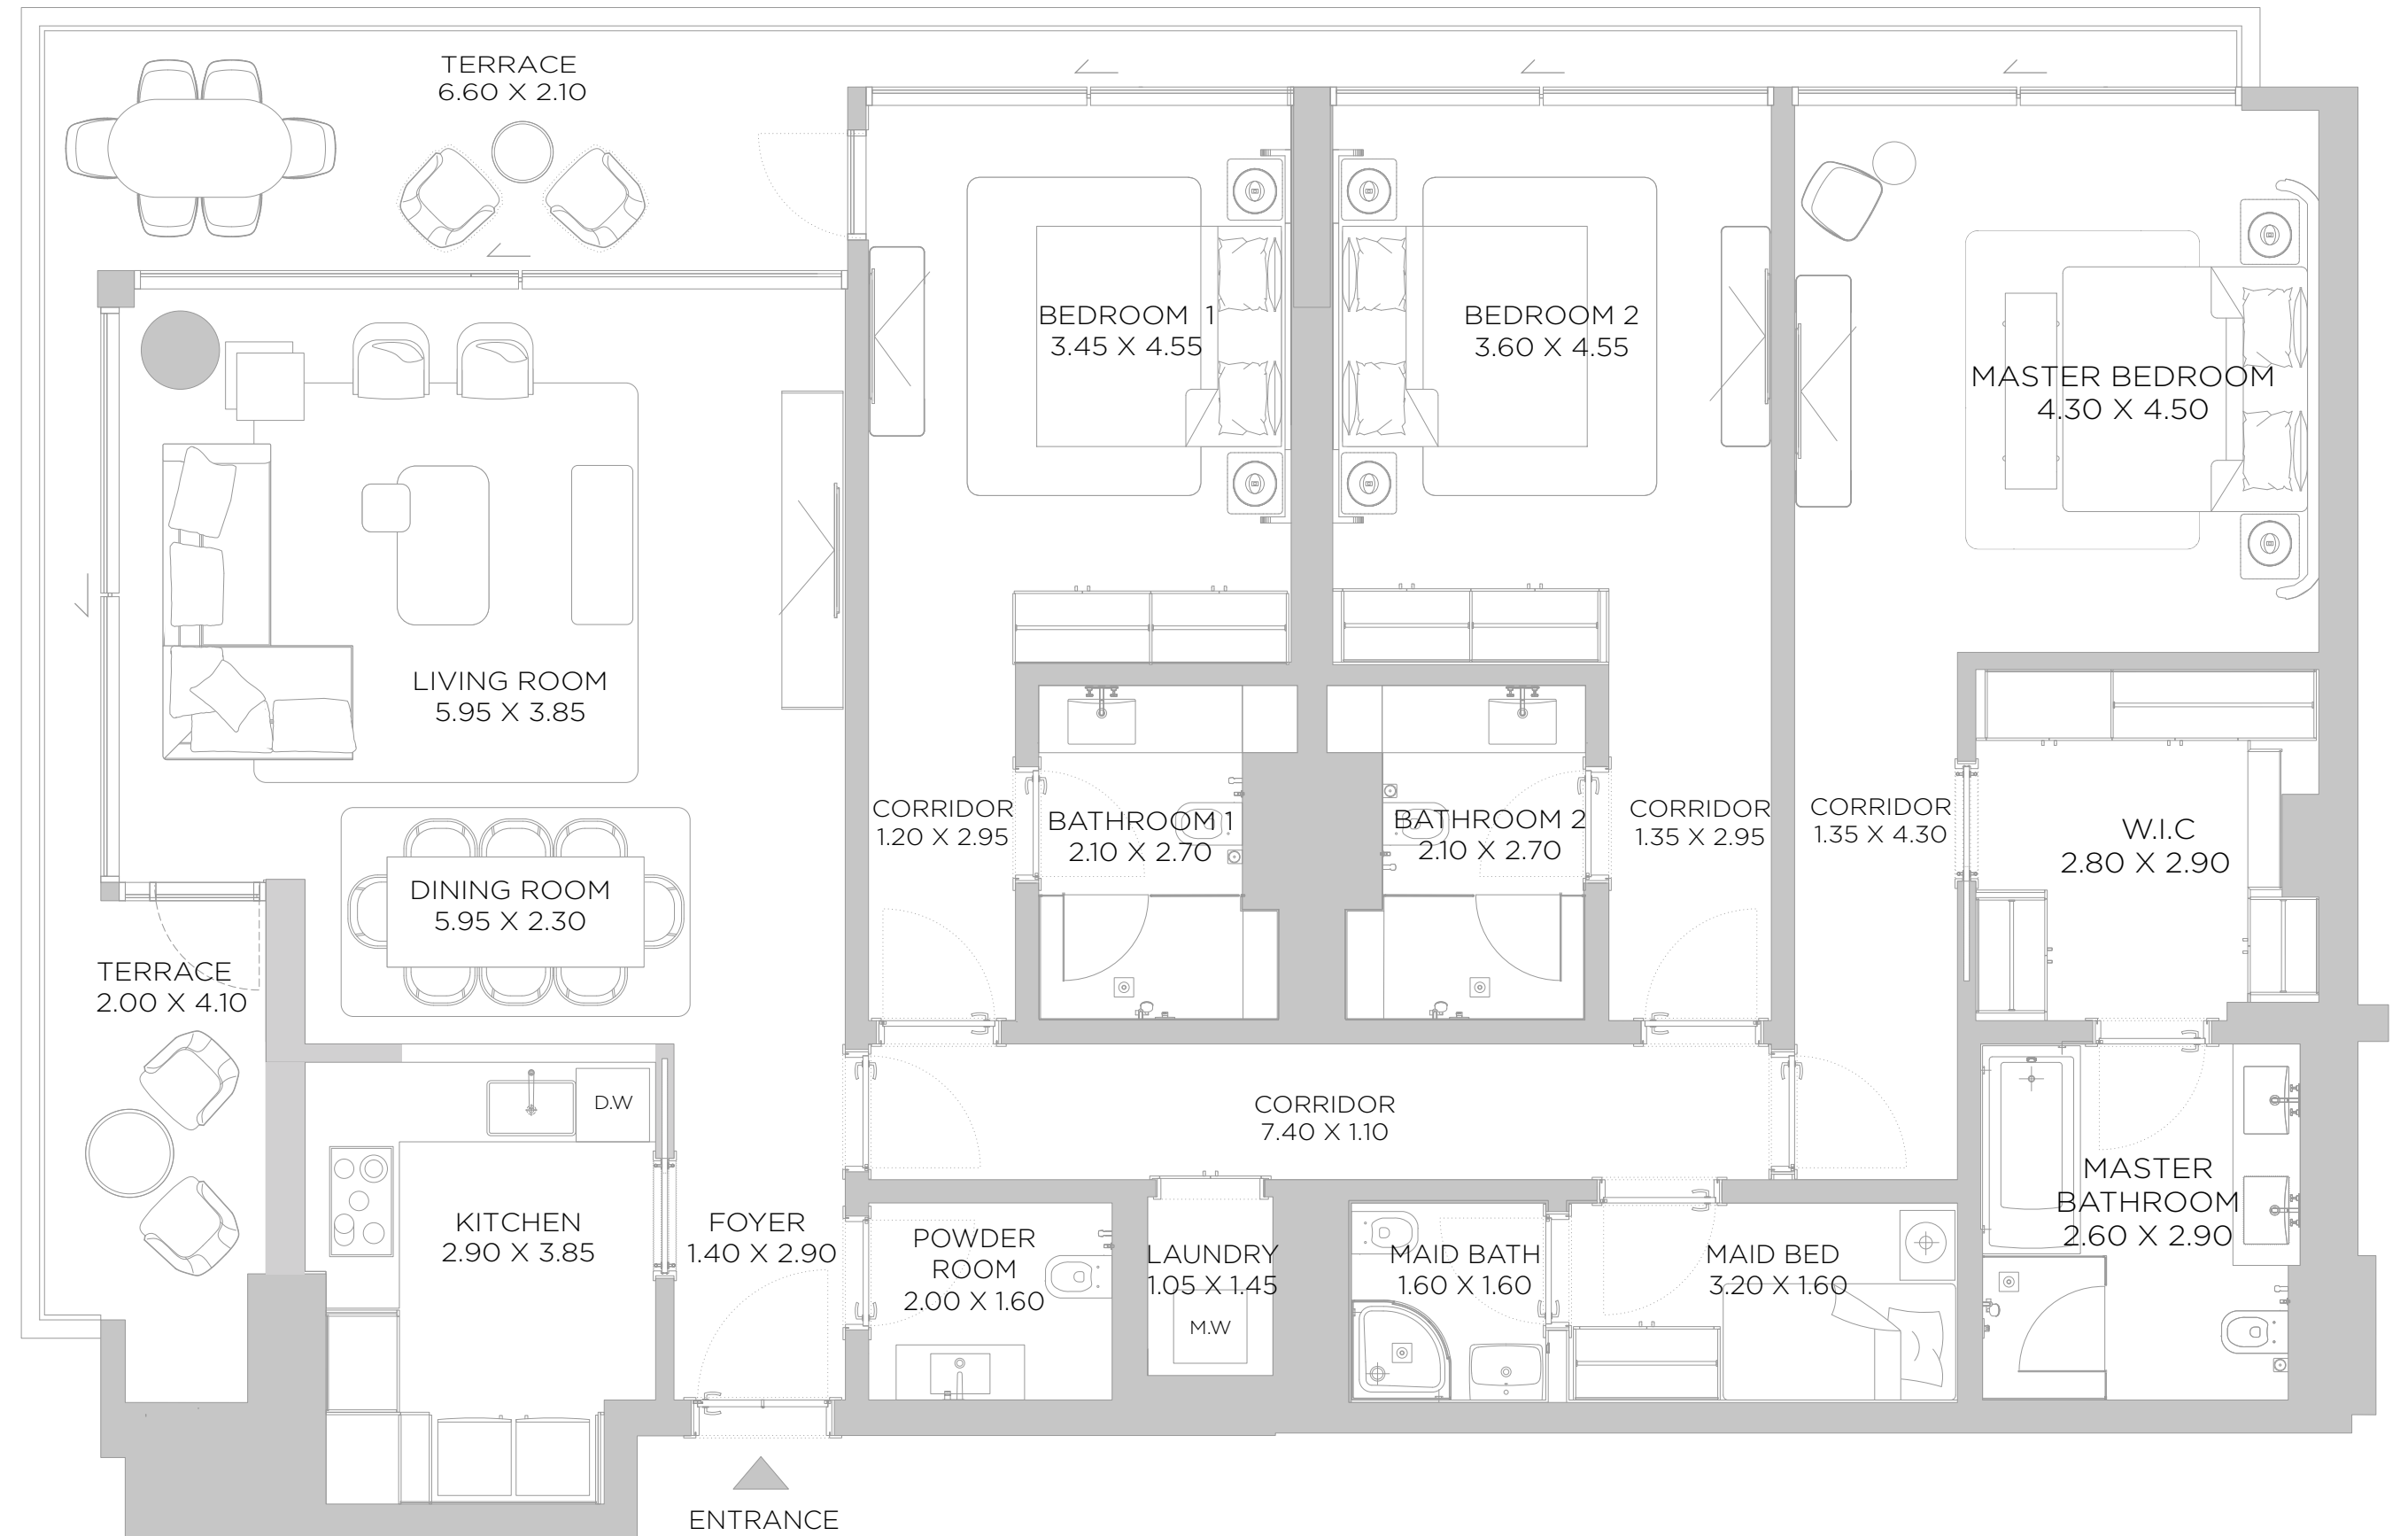 TERRACE
6.60 X 2.10
BEDROOM 1
3.45 X 4.55
BEDROOM 2
3.60 X 4.55
MASTER BEDROOM
4.30 X 4.50
LIVING ROOM
5.95 X 3.85
CORRIDOR
1.20 X 2.95
BATHROOM 1
2.10 X 2.70
BATHROOM 2
2.10 X 2.70
CORRIDOR
1.35 X 2.95
CORRIDOR
1.35 X 4.30
W.I.C
2.80 X 2.90
DINING ROOM
5.95 X 2.30
TERRACE
2.00 X 4.10
D.W
CORRIDOR
7.40 X 1.10
KITCHEN
2.90 X 3.85
FOYER
1.40 X 2.90
POWDER
ROOM
2.00 X 1.60
LAUNDRY
1.05 X 1.45
M.W
MAID BATH
1.60 X 1.60
MAID BED
3.20 X 1.60
MASTER
BATHROOM
2.60 X 2.90
ENTRANCE